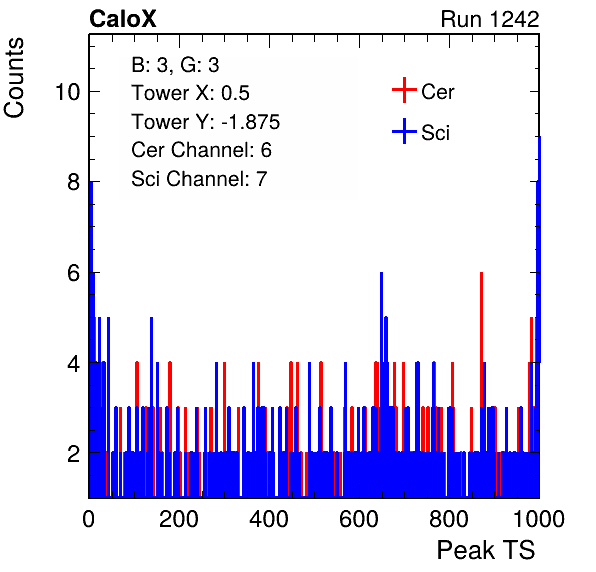 CaloX
Run 1242
Counts
B: 3, G: 3
Tower X: 0.5
Tower Y: -1.875
Cer Channel: 6
Sci Channel: 7
Cer
Sci
10
8
6
4
2
0 200 400 600 800 1000
Peak TS